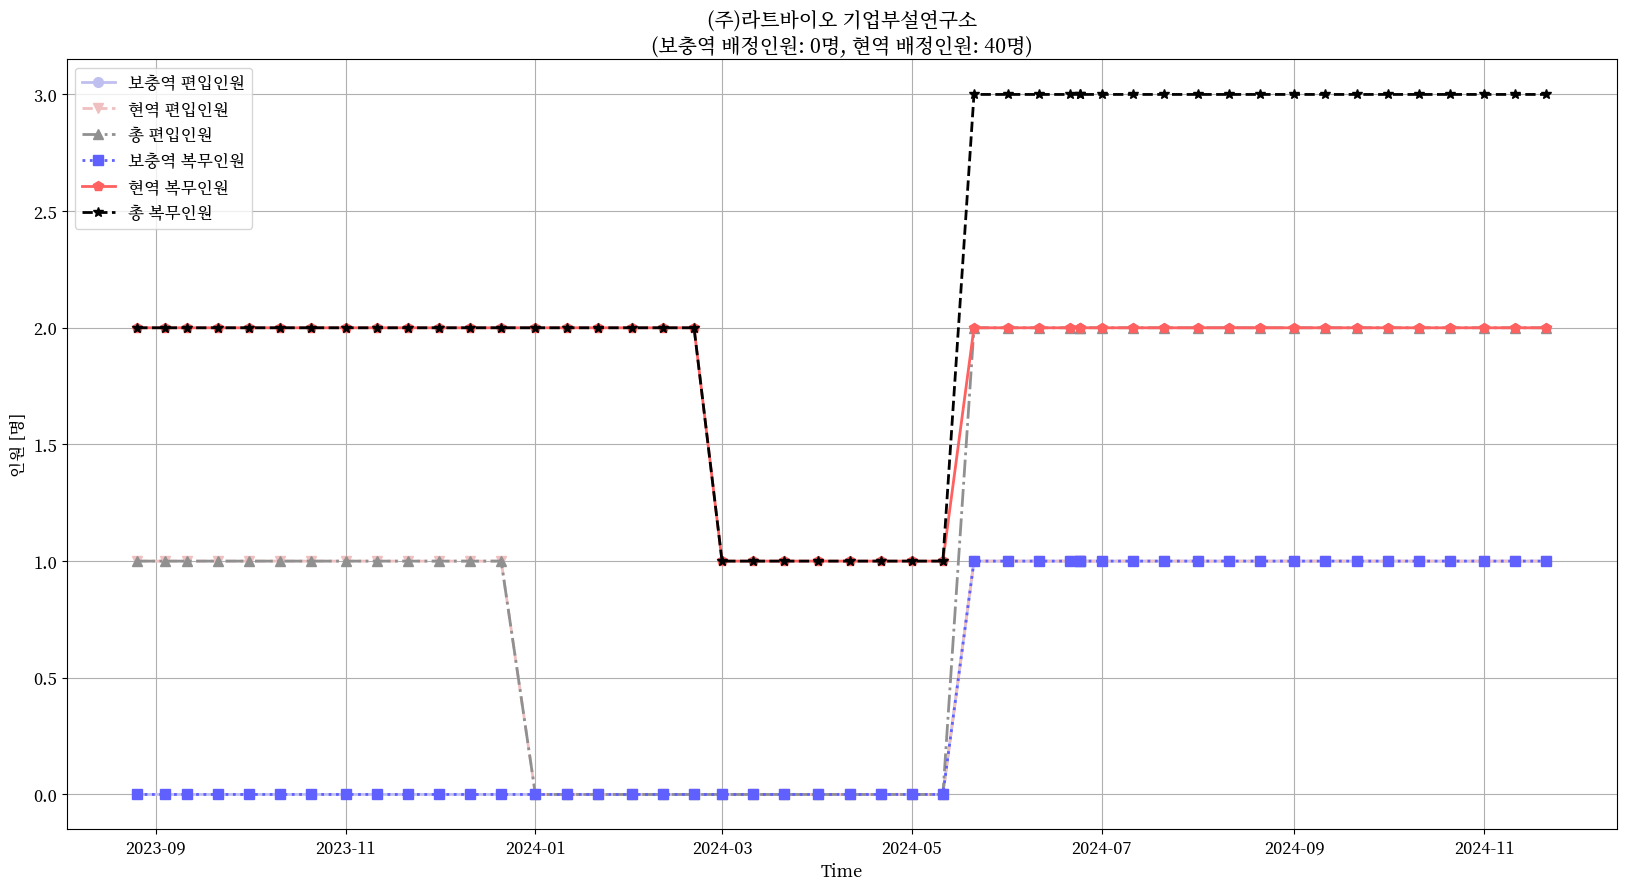 (주)라트바이오 기업부설연구소
(보충역 배정인원: 0명, 현역 배정인원: 40명)
보충역 편입인원
현역 편입인원
총 편입인원
보충역 복무인원
현역 복무인원
총 복무인원
인원 [명]
3.0
2.5
2.0
1.5
1.0
0.5
0.0
2023-09
2023-11
2024-01
2024-03
2024-05
2024-07
2024-09
2024-11
Time